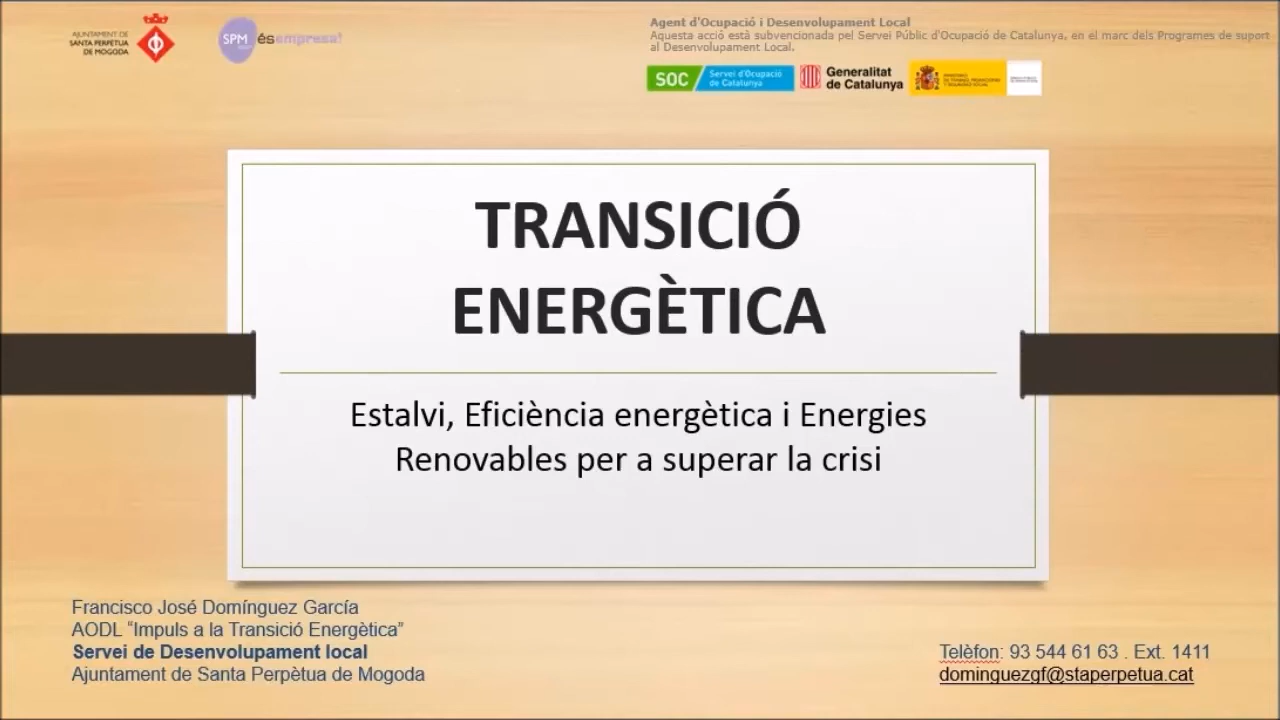 AJUNTAMENT DE
SANTA PERPÈTUA
DE MOGODA
SPM ésempresa!
Agent d'Ocupació i Desenvolupament Local
Aquesta acció està subvencionada pel Servei Públic d'Ocupació de Catalunya, en el marc dels Programes de suport
al Desenvolupament Local.
SOC Servei d'Ocupació
de Catalunya
Generalitat
de Catalunya
TRANSICIÓ
ENERGÈTICA
Estalvi, Eficiència energètica i Energies
Renovables per a superar la crisi
Francisco José Domínguez García
AODL "Impuls a la Transició Energètica"
Servei de Desenvolupament local
Ajuntament de Santa Perpètua de Mogoda
Telèfon: 93 544 61 63 . Ext. 1411
dominguezgf@staperpetua.cat